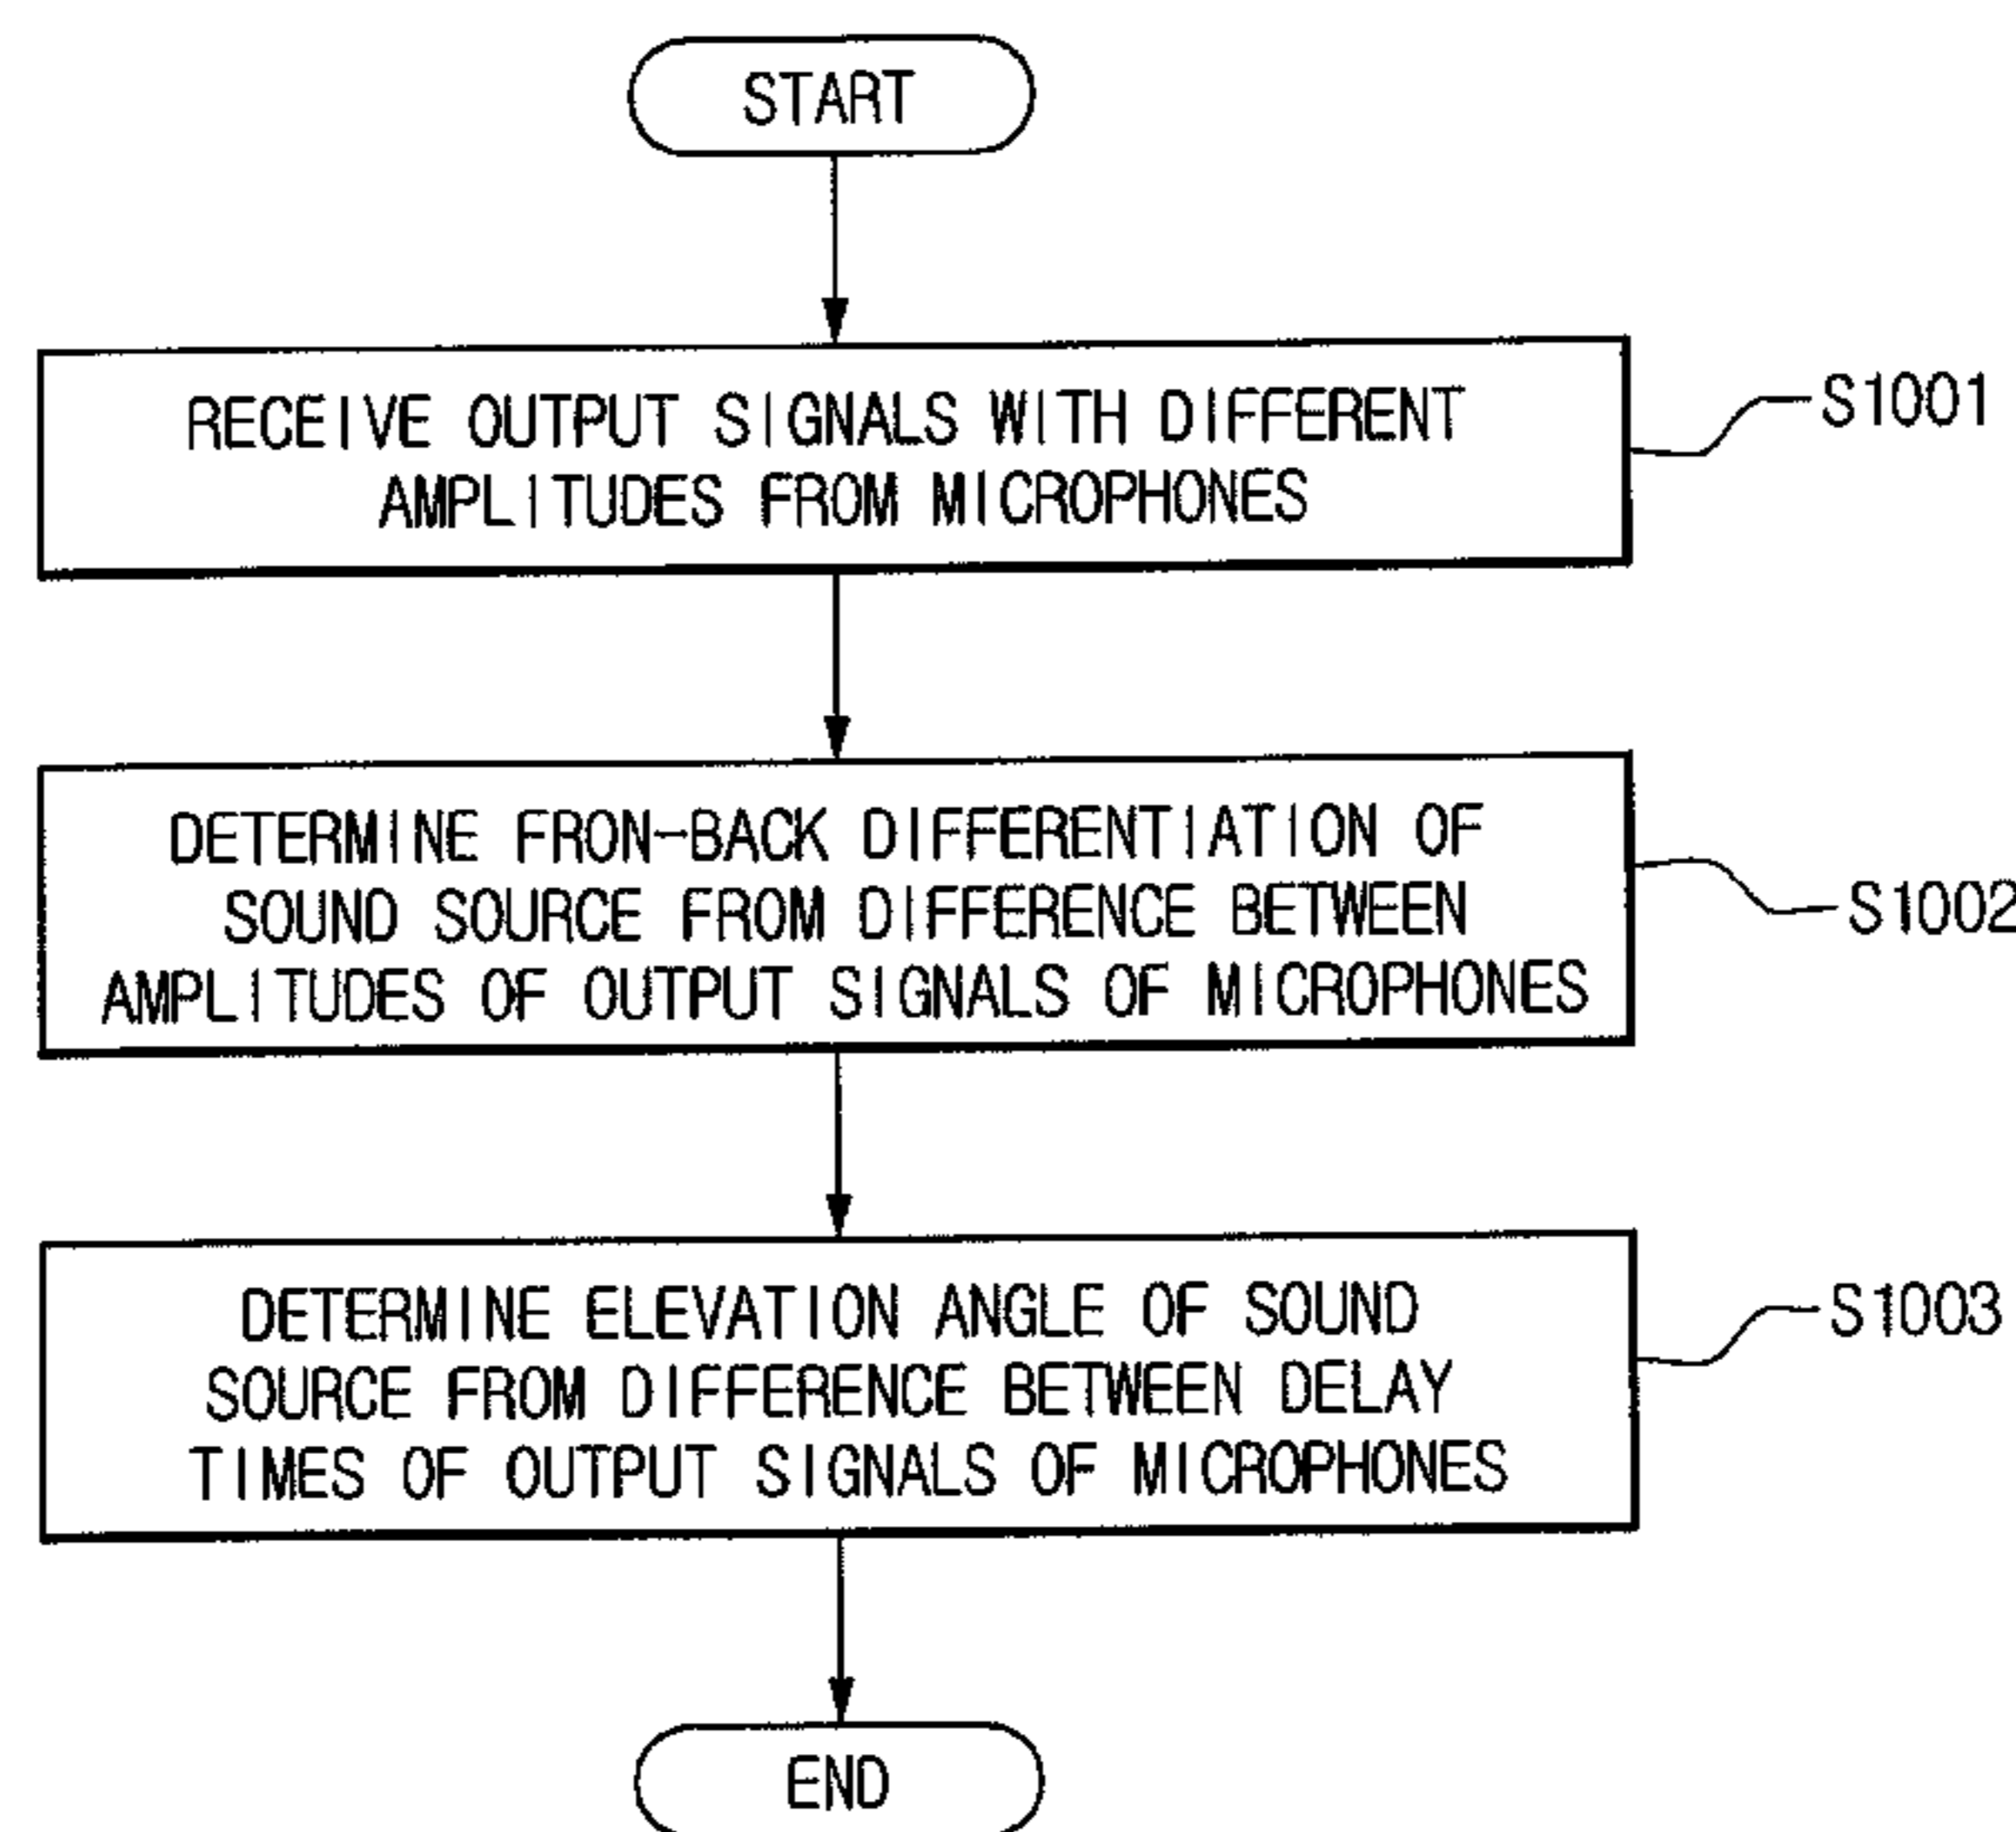 START
RECEIVE OUTPUT SIGNALS WITH DIFFERENT
AMPLITUDES FROM MICROPHONES
S1001
DETERMINE FRON-BACK DIFFERENTIATION OF
SOUND SOURCE FROM DIFFERENCE BETWEEN
AMPLITUDES OF OUTPUT SIGNALS OF MICROPHONES
S1002
DETERMINE ELEVATION ANGLE OF SOUND
SOURCE FROM DIFFERENCE BETWEEN DELAY
TIMES OF OUTPUT SIGNALS OF MICROPHONES
S1003
END